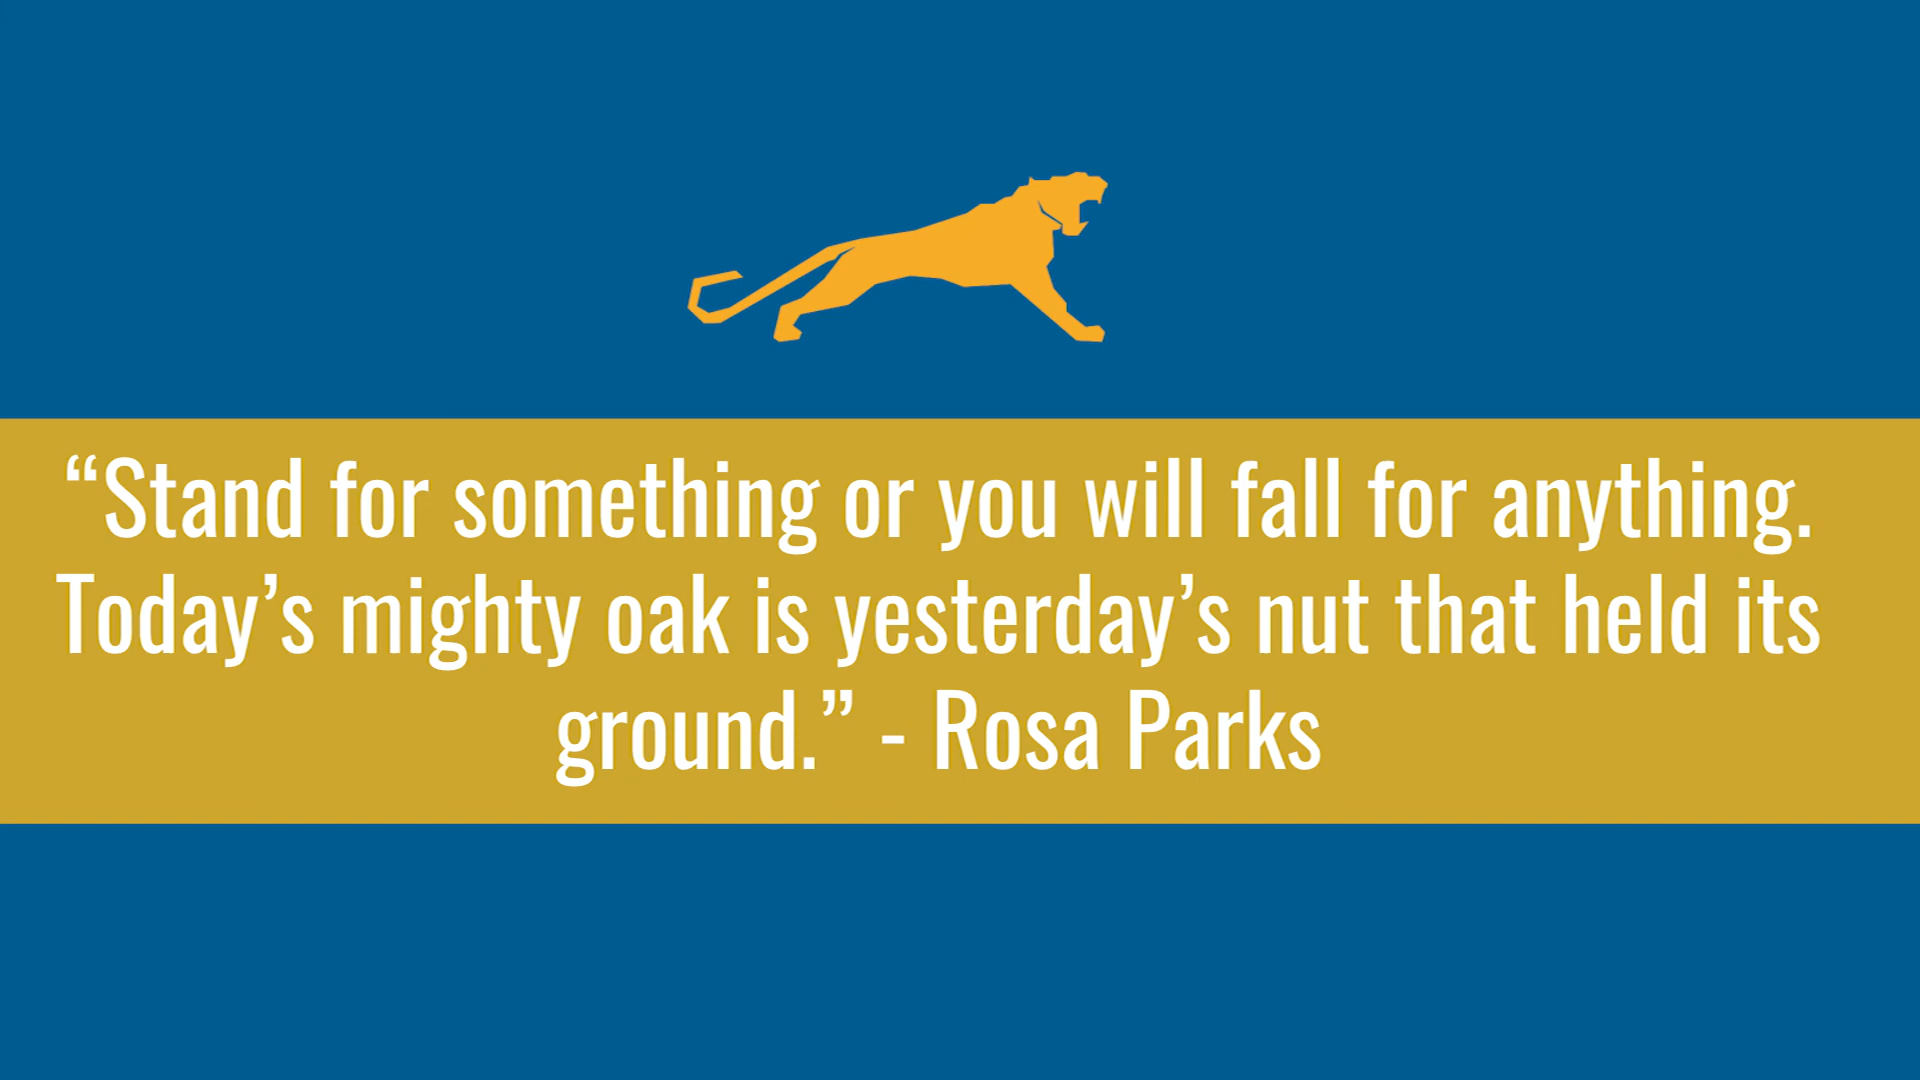 “Stand for something or you will fall for anything.
Today’s mighty oak is yesterday’s nut that held its
ground.” - Rosa Parks